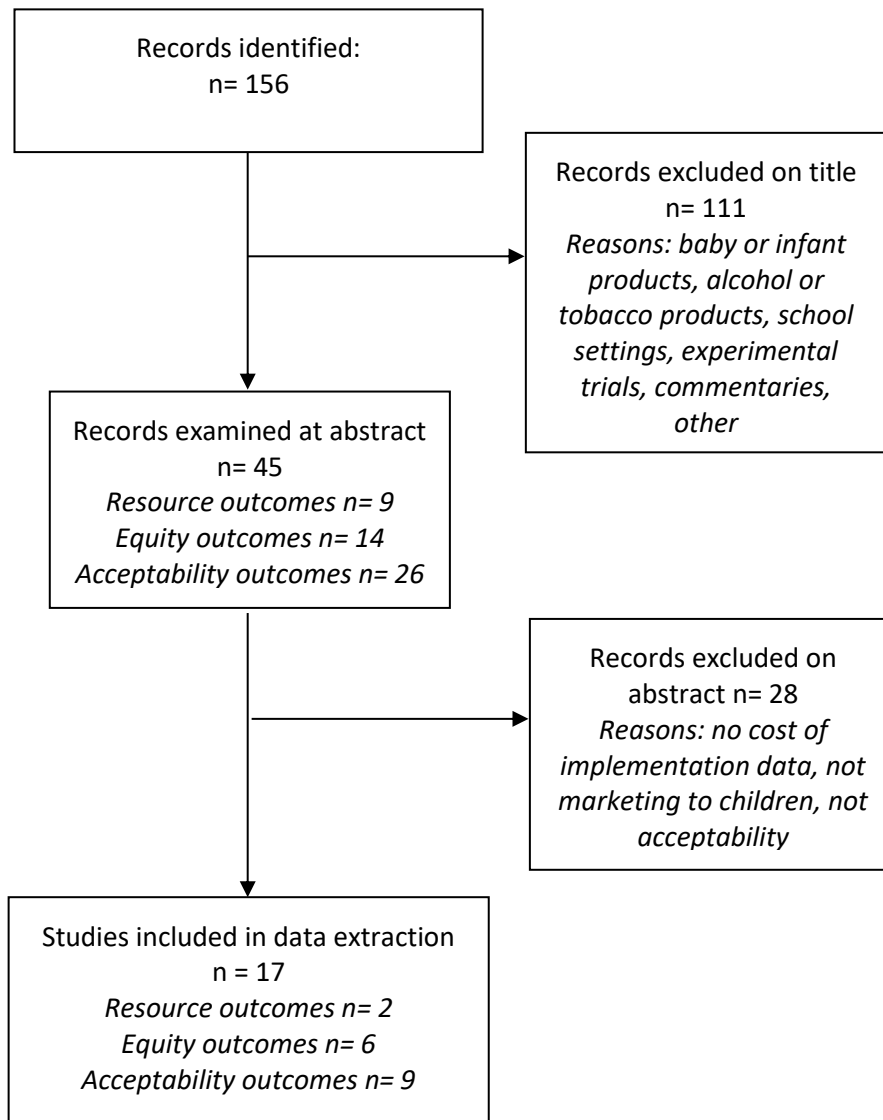 Records identified:
n= 156
Records excluded on title
n= 111
Reasons: baby or infant
products, alcohol or
tobacco products, school
settings, experimental
trials, commentaries,
other
Records examined at abstract
n= 45
Resource outcomes n= 9
Equity outcomes n= 14
Acceptability outcomes n= 26
Records excluded on
abstract n= 28
Reasons: no cost of
implementation data, not
marketing to children, not
acceptability
Studies included in data extraction
n = 17
Resource outcomes n= 2
Equity outcomes n= 6
Acceptability outcomes n= 9